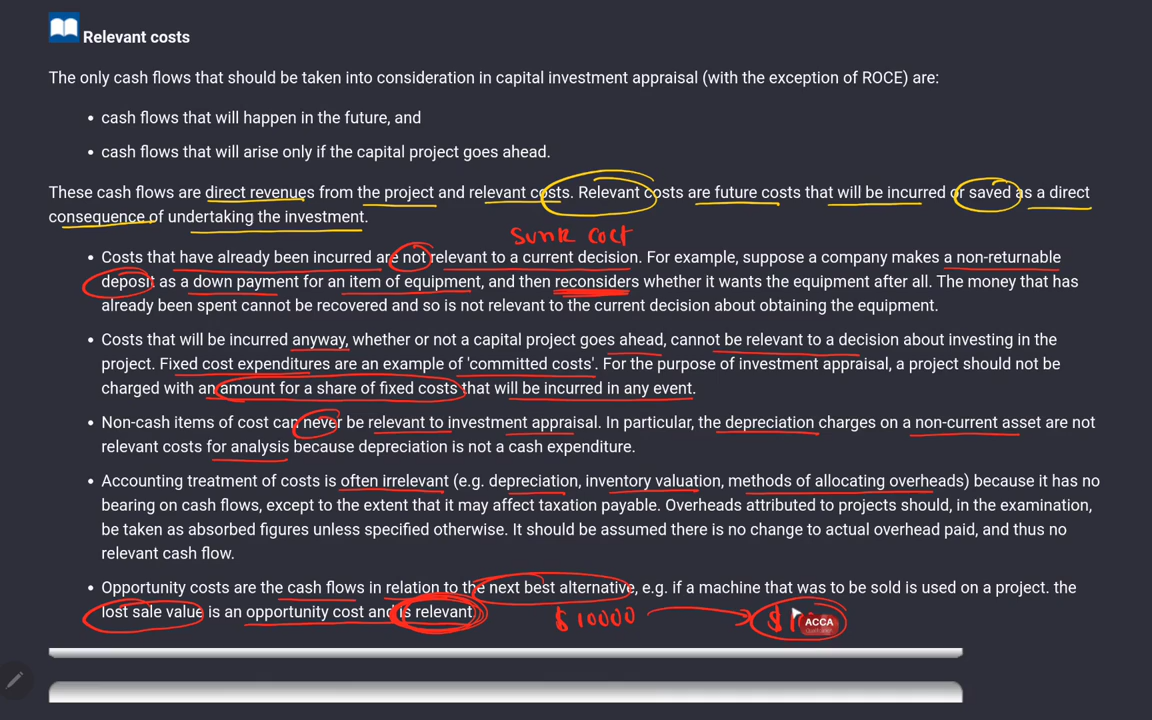 Relevant costs
The only cash flows that should be taken into consideration in capital investment appraisal (with the exception of ROCE) are:
• cash flows that will happen in the future, and
• cash flows that will arise only if the capital project goes ahead.
These cash flows are direct revenues from the project and relevant costs. Relevant costs are future costs that will be incurred or saved as a direct
consequence of undertaking the investment.
sunk cost
• Costs that have already been incurred are not relevant to a current decision. For example, suppose a company makes a non-returnable
deposit as a down payment for an item of equipment, and then reconsiders whether it wants the equipment after all. The money that has
already been spent cannot be recovered and so is not relevant to the current decision about obtaining the equipment.
• Costs that will be incurred anyway, whether or not a capital project goes ahead, cannot be relevant to a decision about investing in the
project. Fixed cost expenditures are an example of 'committed costs'. For the purpose of investment appraisal, a project should not be
charged with an amount for a share of fixed costs that will be incurred in any event.
• Non-cash items of cost can never be relevant to investment appraisal. In particular, the depreciation charges on a non-current asset are not
relevant costs for analysis because depreciation is not a cash expenditure.
• Accounting treatment of costs is often irrelevant (e.g. depreciation, inventory valuation, methods of allocating overheads) because it has no
bearing on cash flows, except to the extent that it may affect taxation payable. Overheads attributed to projects should, in the examination,
be taken as absorbed figures unless specified otherwise. It should be assumed there is no change to actual overhead paid, and thus no
relevant cash flow.
• Opportunity costs are the cash flows in relation to the next best alternative, e.g. if a machine that was to be sold is used on a project. the
lost sale value is an opportunity cost and is relevant
$10000
ACCA